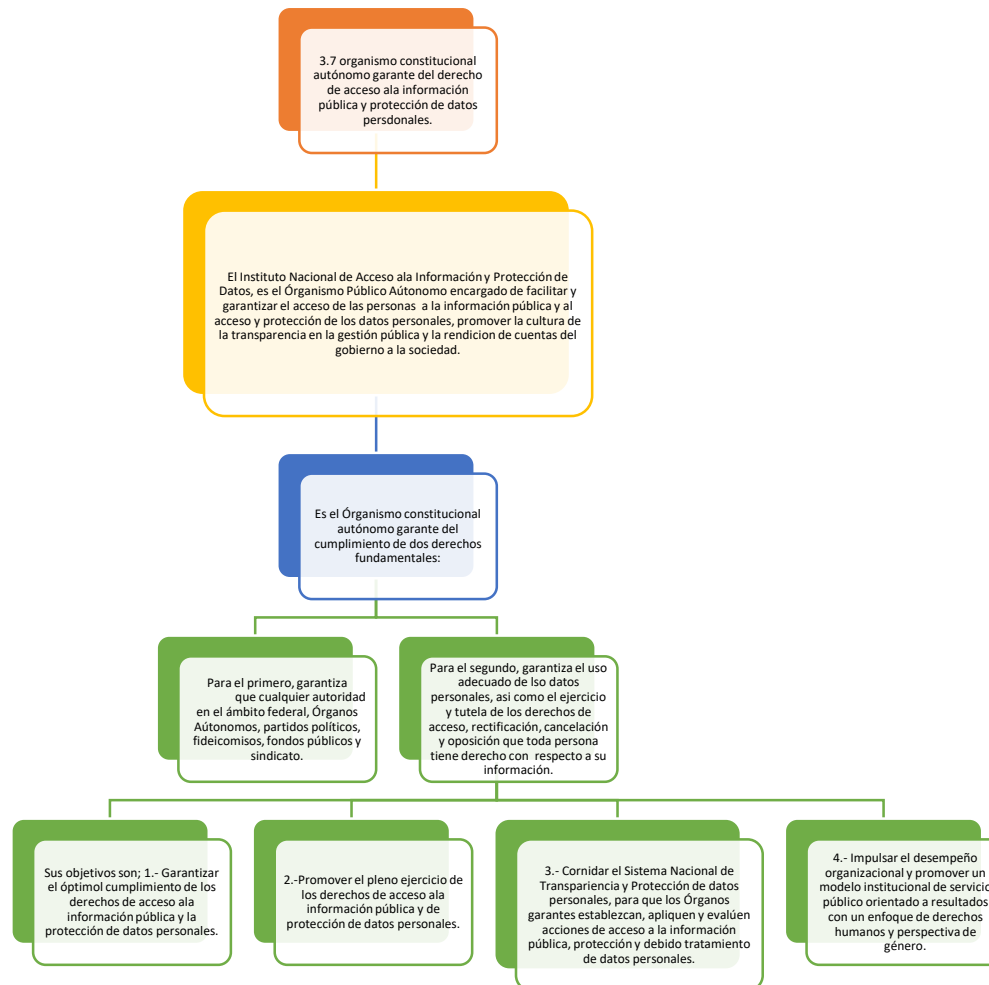 3.7 organismo constitucional
autónomo garante del derecho
de acceso ala información
pública y protección de datos
persdonales.
El Instituto Nacional de Acceso ala Información y Protección de
Datos, es el Órganismo Público Aútonomo encargado de facilitar y
garantizar el acceso de las personas a la información pública y al
acceso y protección de los datos personales, promover la cultura de
la transparencia en la gestión pública y la rendicion de cuentas del
gobierno a la sociedad.
Es el Órganismo constitucional
autónomo garante del
cumplimiento de dos derechos
fundamentales:
Para el primero, garantiza
que cualquier autoridad
en el ámbito federal, Órganos
Aútonomos, partidos políticos,
fideicomisos, fondos públicos y
sindicato.
Para el segundo, garantiza el uso
adecuado de lso datos
personales, asi como el ejercicio
y tutela de los derechos de
acceso, rectificación, cancelación
y oposición que toda persona
tiene derecho con respecto a su
información.
Sus objetivos son; 1.- Garantizar
el óptimol cumplimiento de los
derechos de acceso ala
información pública y la
protección de datos personales.
2.-Promover el pleno ejercicio de
los derechos de acceso ala
información pública y de
protección de datos personales.
3.- Cornidar el Sistema Nacional de
Transpariencia y Protección de datos
personales, para que los Órganos
garantes establezcan, apliquen y evalúen
acciones de acceso a la información
pública, protección y debido tratamiento
de datos personales.
4.- Impulsar el desempeño
organizacional y promover un
modelo institucional de servicio
público orientado a resultados
con un enfoque de derechos
humanos y perspectiva de
género.